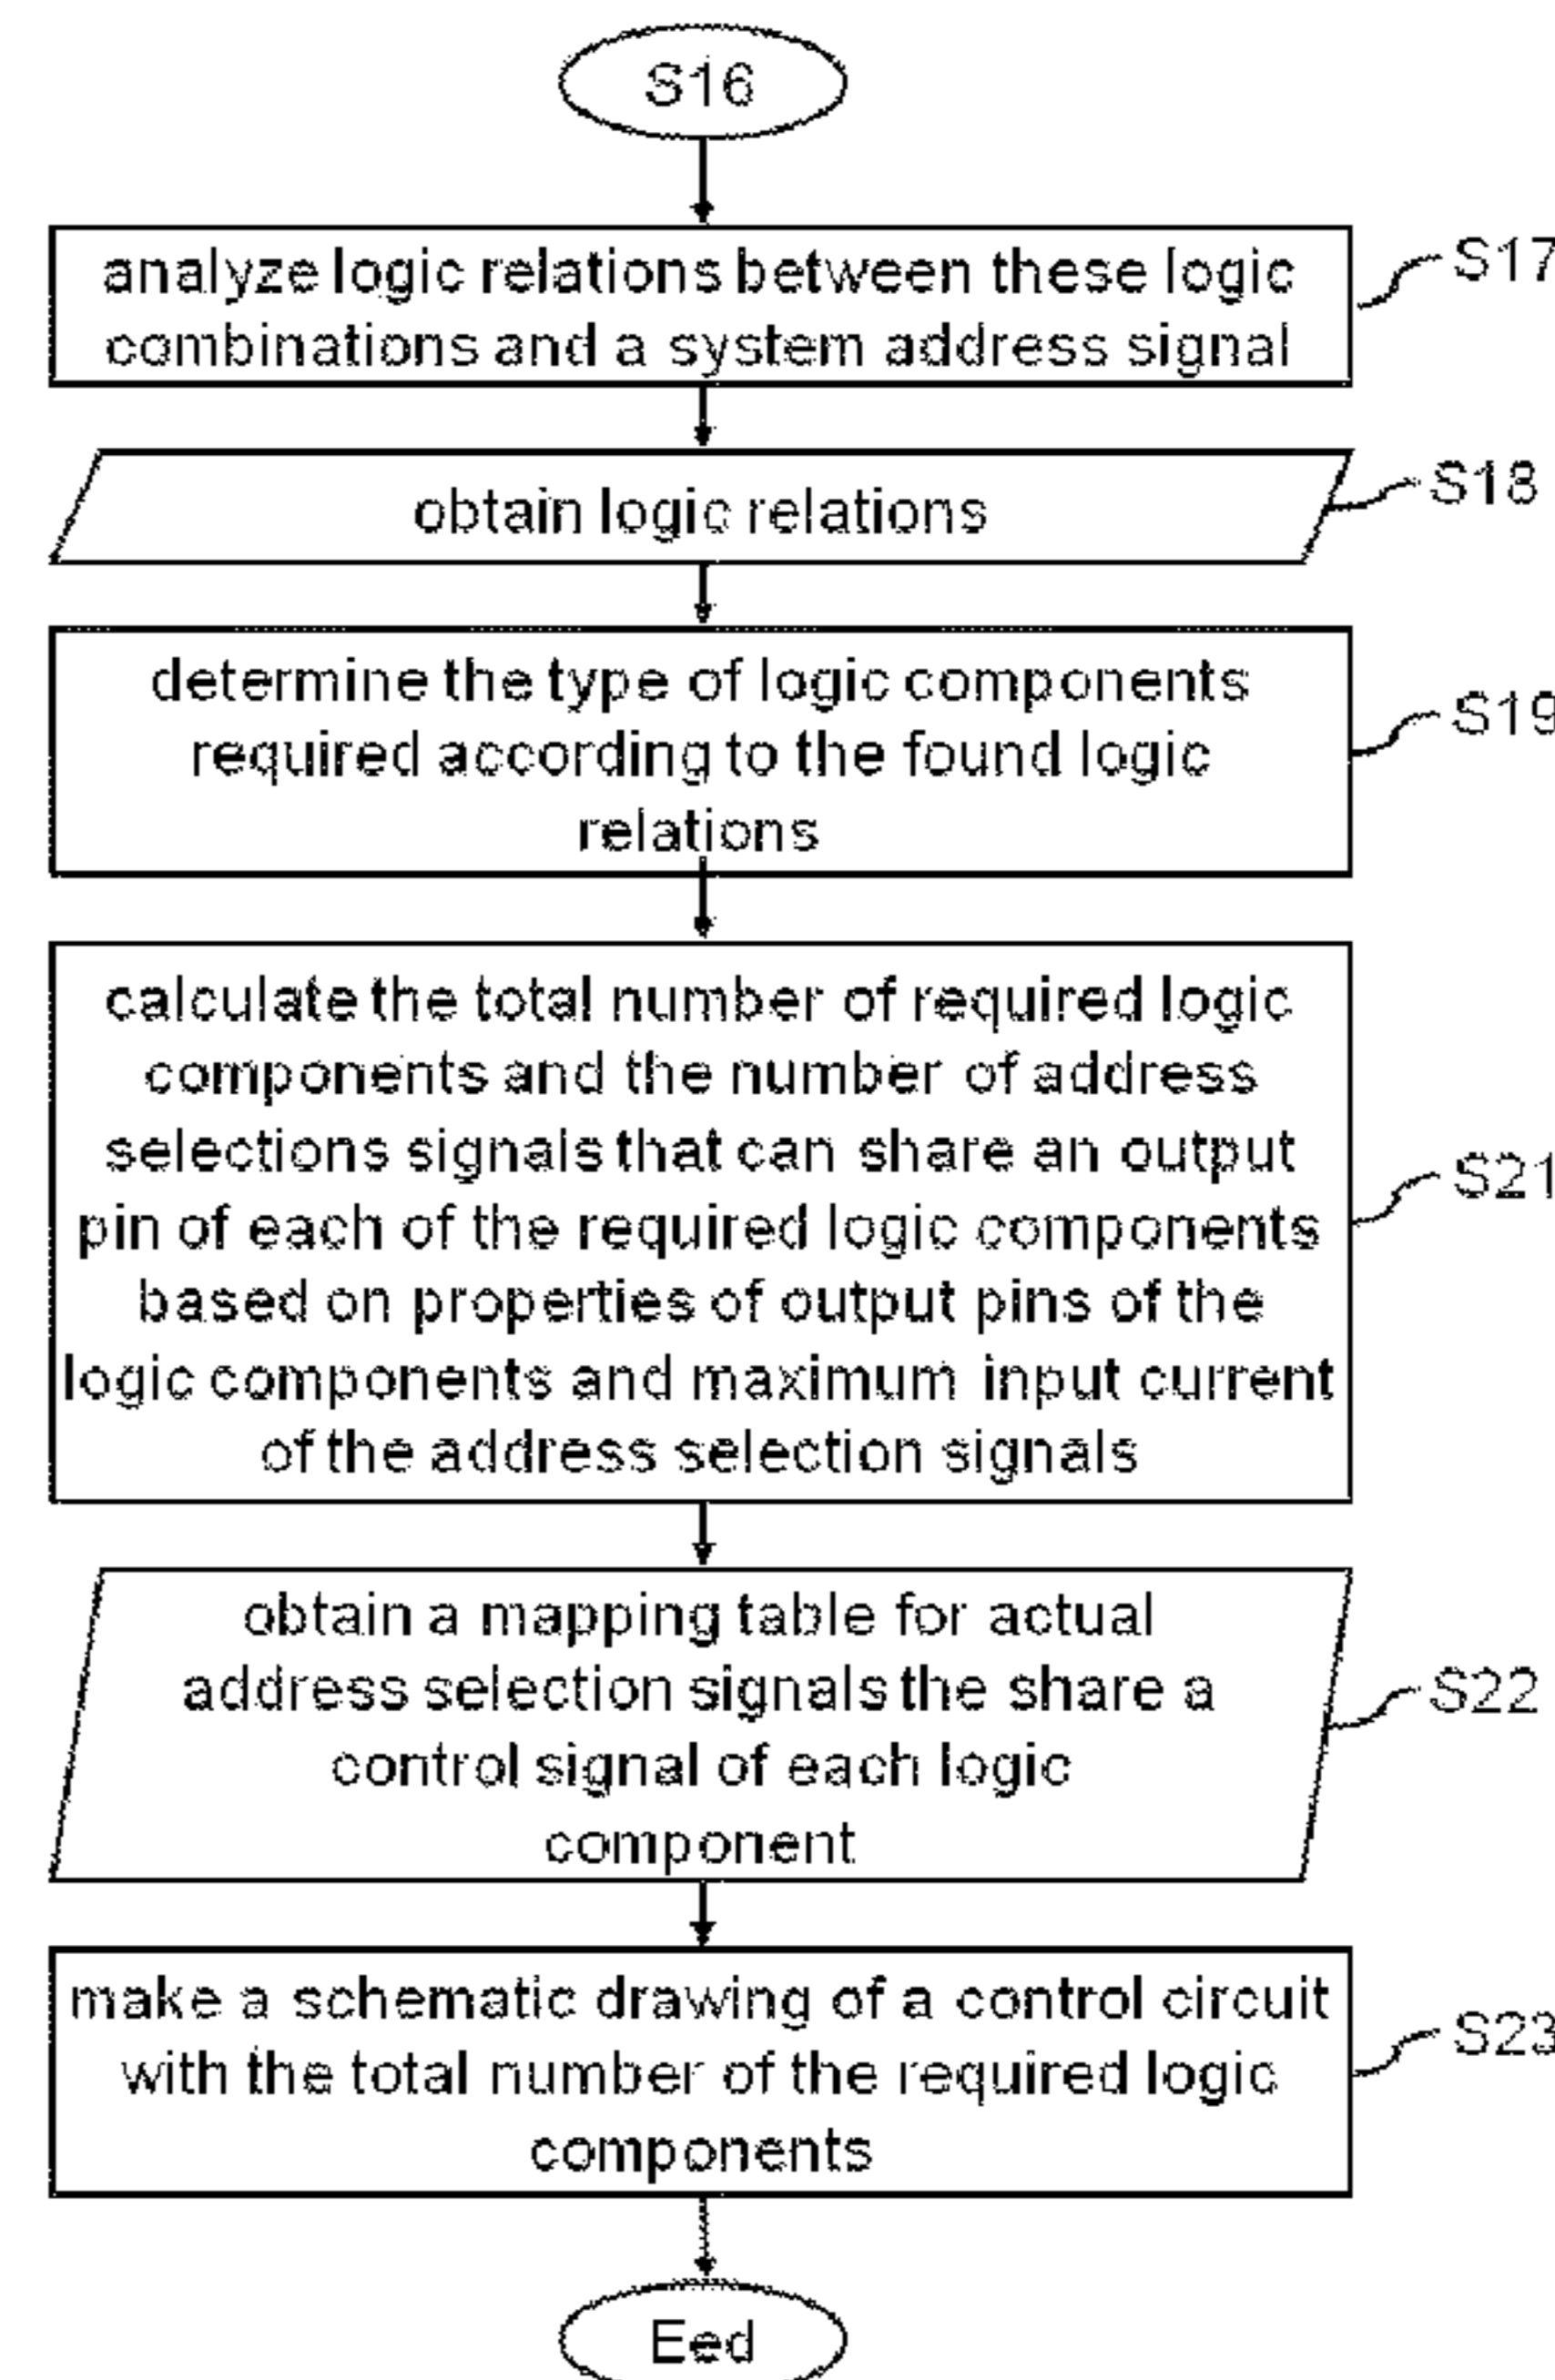 S16
analyze logic relations between these logic
combinations and a system address signal
S17
obtain logic relations
S18
determine the type of logic components
required according to the found logic
relations
S19
calculate the total number of required logic
components and the number of address
selections signals that can share an output
pin of each of the required logic components
based on properties of output pins of the
logic components and maximum input current
of the address selection signals
S21
obtain a mapping table for actual
address selection signals the share a
control signal of each logic
component
S22
make a schematic drawing of a control circuit
with the total number of the required logic
components
S23
Eed